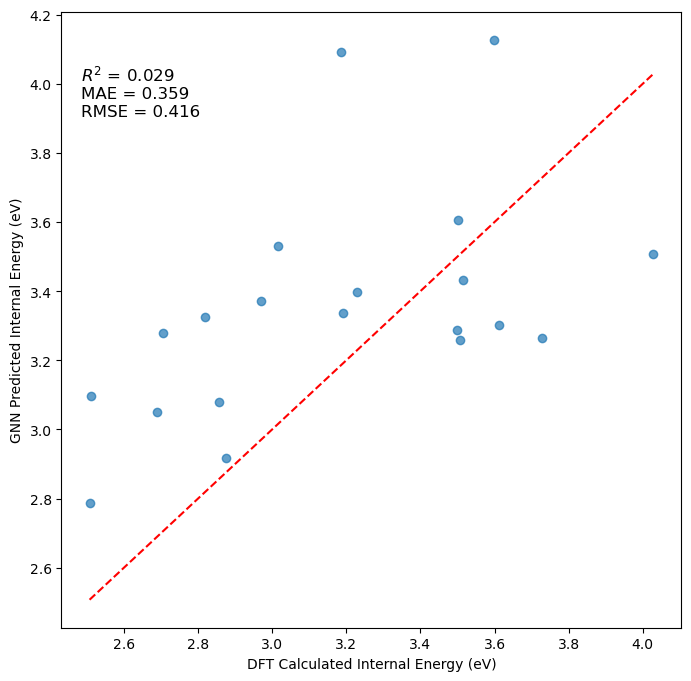 4.2
4.0
3.8
3.6
3.4
3.2
3.0
2.8
2.6
GNN Predicted Internal Energy (eV)
R² = 0.029
MAE = 0.359
RMSE = 0.416
2.6 2.8 3.0 3.2 3.4 3.6 3.8 4.0
DFT Calculated Internal Energy (eV)